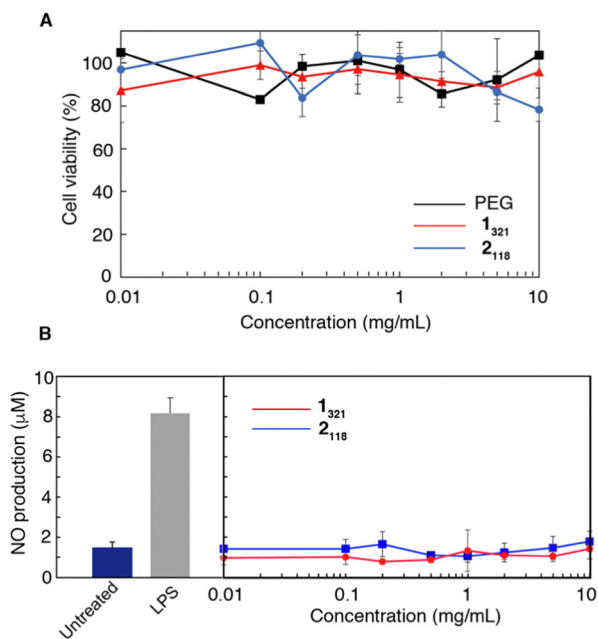 A
100
80
60
40
20
0
Cell viability (%)
PEG
1321
2118
0.01
0.1
1
10
Concentration (mg/mL)
B
10
8
6
4
2
0
NO production (μM)
Untreated
LPS
1321
2118
0.01
0.1
1
10
Concentration (mg/mL)